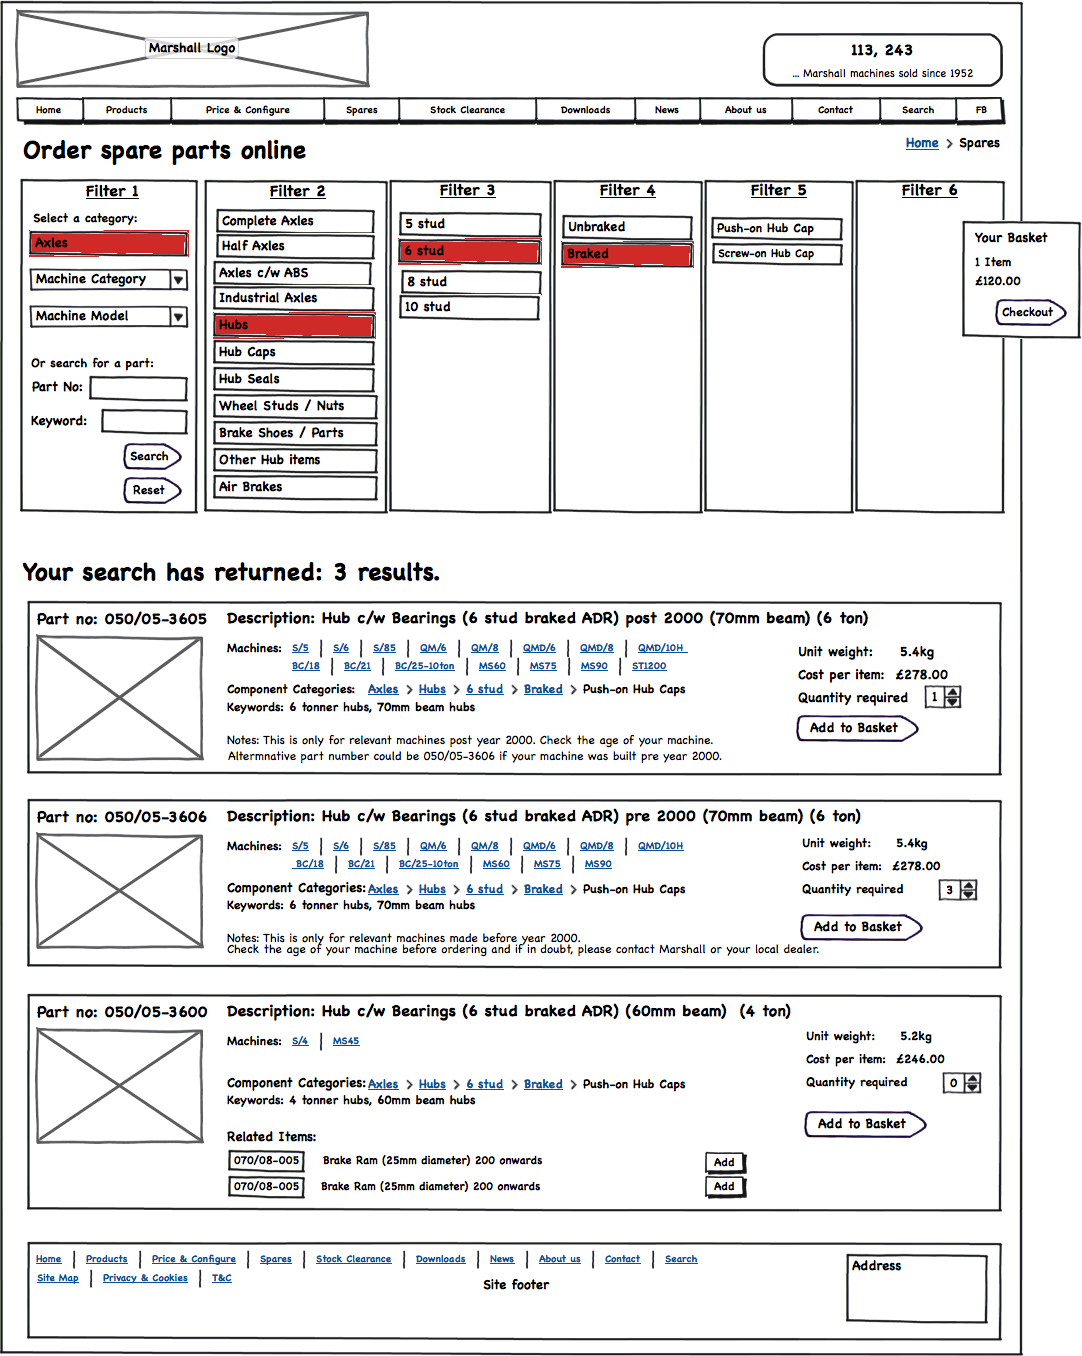 Marshall Logo
113, 243
... Marshall machines sold since 1952
Home Products Price & Configure Spares Stock Clearance Downloads News About us Contact Search FB
Order spare parts online
Home > Spares
Filter 1
Select a category:
Axles
Machine Category
Machine Model
Or search for a part:
Part No:
Keyword:
Search
Reset
Filter 2
Complete Axles
Half Axles
Axles c/w ABS
Industrial Axles
Hubs
Hub Caps
Hub Seals
Wheel Studs / Nuts
Brake Shoes / Parts
Other Hub items
Air Brakes
Filter 3
5 stud
6 stud
8 stud
10 stud
Filter 4
Unbraked
Braked
Filter 5
Push-on Hub Cap
Screw-on Hub Cap
Filter 6
Your Basket
1 Item
£120.00
Checkout
Your search has returned: 3 results.
Part no: 050/05-3605
Description: Hub c/w Bearings (6 stud braked ADR) post 2000 (70mm beam) (6 ton)
Machines: S/5 | S/6 | S/85 | QM/6 | QM/8 | QMD/6 | QMD/8 | QMD/10H
BC/18 | BC/21 | BC/25-10ton | MS60 | MS75 | MS90 | ST1200
Component Categories: Axles > Hubs > 6 stud > Braked > Push-on Hub Caps
Keywords: 6 tonner hubs, 70mm beam hubs
Notes: This is only for relevant machines post year 2000. Check the age of your machine.
Altermnative part number could be 050/05-3606 if your machine was built pre year 2000.
Unit weight: 5.4kg
Cost per item: £278.00
Quantity required 1
Add to Basket
Part no: 050/05-3606
Description: Hub c/w Bearings (6 stud braked ADR) pre 2000 (70mm beam) (6 ton)
Machines: S/5 | S/6 | S/85 | QM/6 | QM/8 | QMD/6 | QMD/8 | QMD/10H
BC/18 | BC/21 | BC/25-10ton | MS60 | MS75 | MS90
Component Categories: Axles > Hubs > 6 stud > Braked > Push-on Hub Caps
Keywords: 6 tonner hubs, 70mm beam hubs
Notes: This is only for relevant machines made before year 2000.
Check the age of your machine before ordering and if in doubt, please contact Marshall or your local dealer.
Unit weight: 5.4kg
Cost per item: £278.00
Quantity required 3
Add to Basket
Part no: 050/05-3600
Description: Hub c/w Bearings (6 stud braked ADR) (60mm beam) (4 ton)
Machines: S/4 | MS45
Component Categories: Axles > Hubs > 6 stud > Braked > Push-on Hub Caps
Keywords: 4 tonner hubs, 60mm beam hubs
Related Items:
070/08-005 Brake Ram (25mm diameter) 200 onwards Add
070/08-005 Brake Ram (25mm diameter) 200 onwards Add
Unit weight: 5.2kg
Cost per item: £246.00
Quantity required 0
Add to Basket
Home | Products | Price & Configure | Spares | Stock Clearance | Downloads | News | About us | Contact | Search
Site Map | Privacy & Cookies | T&C
Site footer
Address